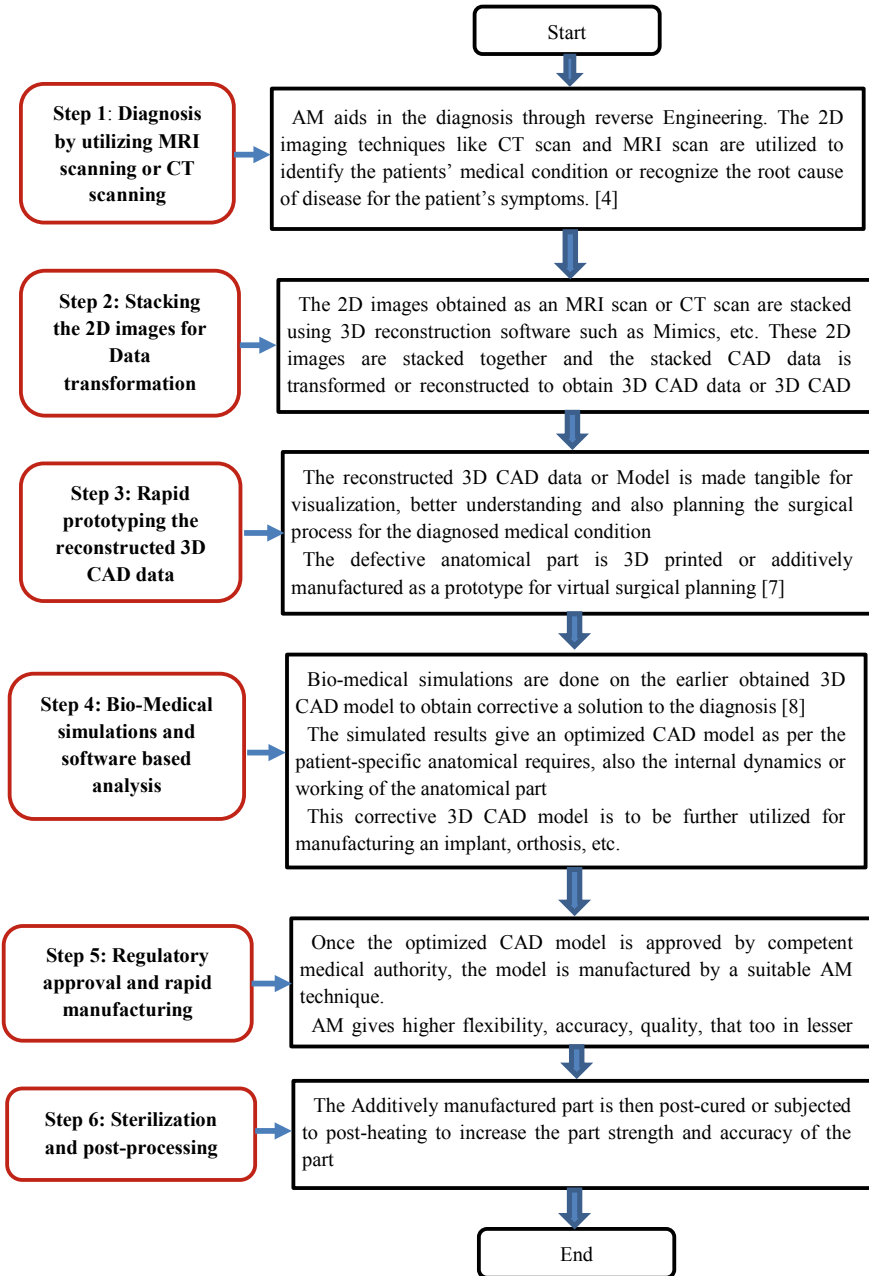 Start
Step 1: Diagnosis
by utilizing MRI
scanning or CT
scanning
AM aids in the diagnosis through reverse Engineering. The 2D
imaging techniques like CT scan and MRI scan are utilized to
identify the patients’ medical condition or recognize the root cause
of disease for the patient’s symptoms. [4]
Step 2: Stacking
the 2D images for
Data
transformation
The 2D images obtained as an MRI scan or CT scan are stacked
using 3D reconstruction software such as Mimics, etc. These 2D
images are stacked together and the stacked CAD data is
transformed or reconstructed to obtain 3D CAD data or 3D CAD
Step 3: Rapid
prototyping the
reconstructed 3D
CAD data
The reconstructed 3D CAD data or Model is made tangible for
visualization, better understanding and also planning the surgical
process for the diagnosed medical condition
The defective anatomical part is 3D printed or additively
manufactured as a prototype for virtual surgical planning [7]
Step 4: Bio-Medical
simulations and
software based
analysis
Bio-medical simulations are done on the earlier obtained 3D
CAD model to obtain corrective a solution to the diagnosis [8]
The simulated results give an optimized CAD model as per the
patient-specific anatomical requires, also the internal dynamics or
working of the anatomical part
This corrective 3D CAD model is to be further utilized for
manufacturing an implant, orthosis, etc.
Step 5: Regulatory
approval and rapid
manufacturing
Once the optimized CAD model is approved by competent
medical authority, the model is manufactured by a suitable AM
technique.
AM gives higher flexibility, accuracy, quality, that too in lesser
Step 6: Sterilization
and post-processing
The Additively manufactured part is then post-cured or subjected
to post-heating to increase the part strength and accuracy of the
part
End